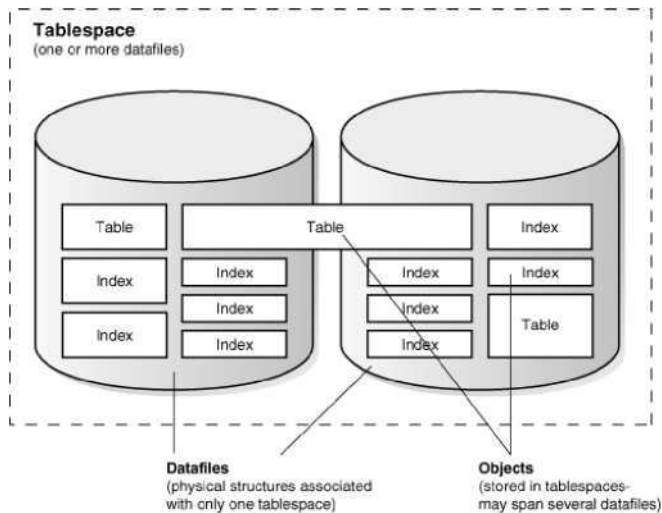 Tablespace
(one or more datafiles)
Table
Table
Index
Index
Index
Index
Index
Index
Index
Index
Index
Index
Table
Datafiles
(physical structures associated
with only one tablespace)
Objects
(stored in tablespaces-
may span several datafiles)